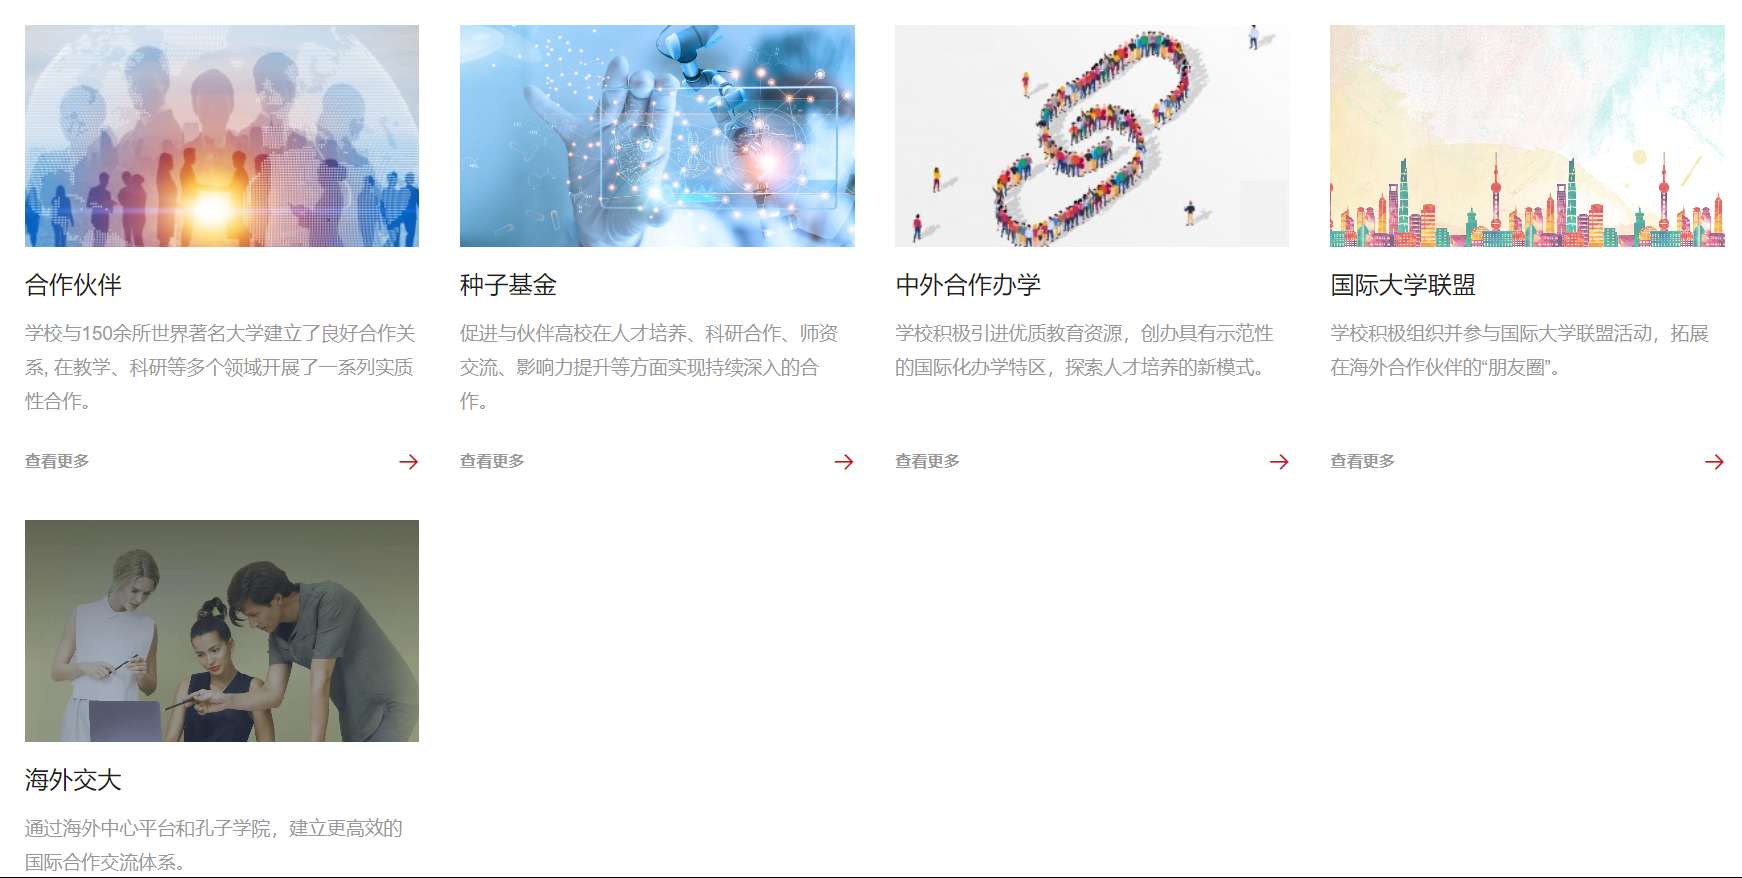 合作伙伴
学校与150余所世界著名大学建立了良好合作关
系, 在教学、科研等多个领域开展了一系列实质
性合作。
查看更多
种子基金
促进与伙伴高校在人才培养、科研合作、师资
交流、影响力提升等方面实现持续深入的合
作。
查看更多
中外合作办学
学校积极引进优质教育资源，创办具有示范性
的国际化办学特区，探索人才培养的新模式。
查看更多
国际大学联盟
学校积极组织并参与国际大学联盟活动，拓展
在海外合作伙伴的“朋友圈”。
查看更多
海外交大
通过海外中心平台和孔子学院，建立更高效的
国际合作交流体系。